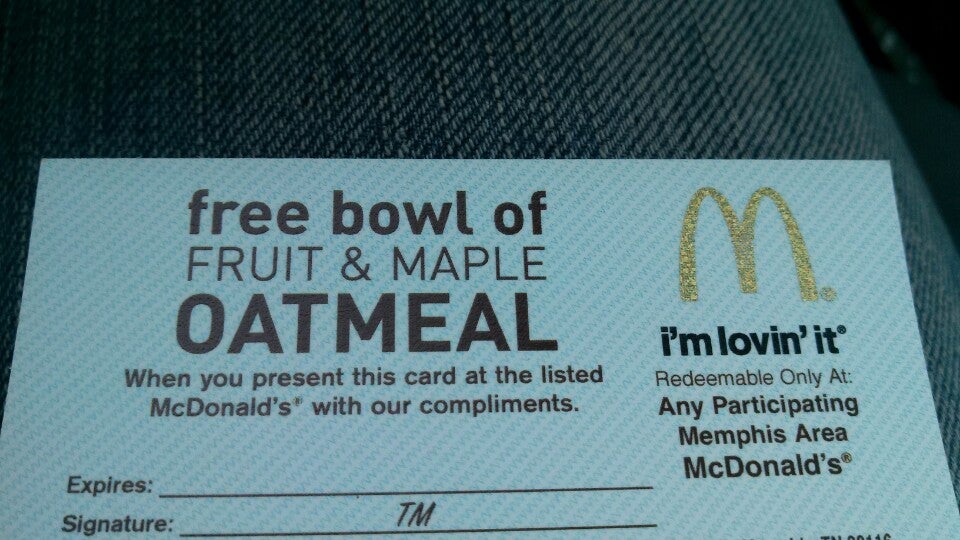 free bowl of
FRUIT & MAPLE
OATMEAL
When you present this card at the listed
McDonald's® with our compliments.
Expires:
Signature: TM
®
i'm lovin' it®
Redeemable Only At:
Any Participating
Memphis Area
McDonald's®